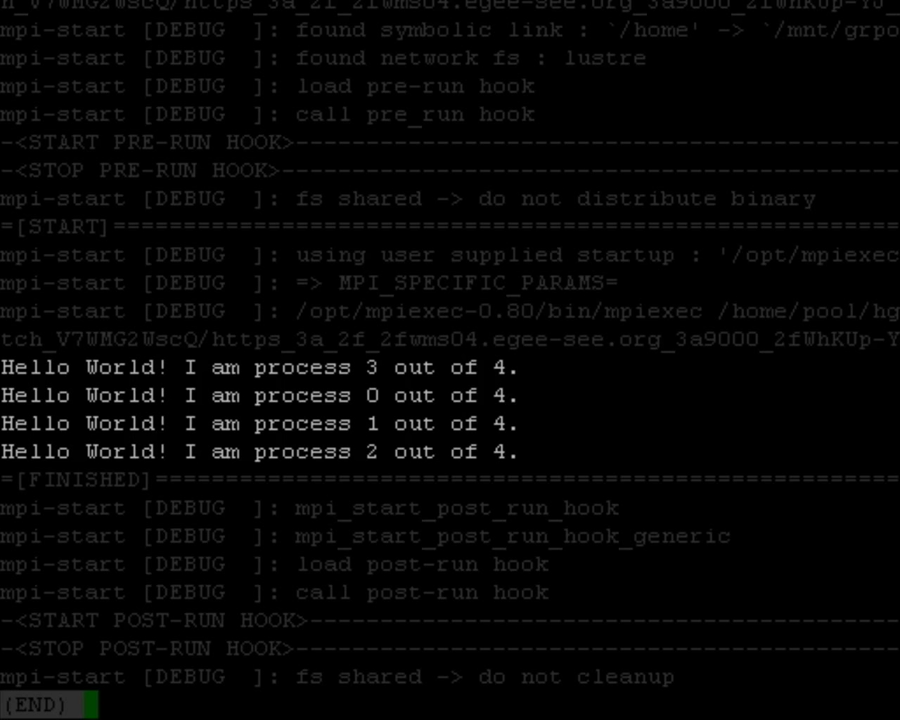 h_V7WMG2WscQ/https_3a_2f_2fwms04.egee-see.org_3a9000_2fWhKUp-YJ_
mpi-start [DEBUG  ]: found symbolic link : `/home' -> `/mnt/grpo
mpi-start [DEBUG  ]: found network fs : lustre
mpi-start [DEBUG  ]: load pre-run hook
mpi-start [DEBUG  ]: call pre_run hook
-<START PRE-RUN HOOK>-------------------------------------------
-<STOP PRE-RUN HOOK>--------------------------------------------
mpi-start [DEBUG  ]: fs shared -> do not distribute binary
=[START]========================================================
mpi-start [DEBUG  ]: using user supplied startup : '/opt/mpiexec
mpi-start [DEBUG  ]: => MPI_SPECIFIC_PARAMS=
mpi-start [DEBUG  ]: /opt/mpiexec-0.80/bin/mpiexec /home/pool/hg
tch_V7WMG2WscQ/https_3a_2f_2fwms04.egee-see.org_3a9000_2fWhKUp-Y
Hello World! I am process 3 out of 4.
Hello World! I am process 0 out of 4.
Hello World! I am process 1 out of 4.
Hello World! I am process 2 out of 4.
=[FINISHED]=====================================================
mpi-start [DEBUG  ]: mpi_start_post_run_hook
mpi-start [DEBUG  ]: mpi_start_post_run_hook_generic
mpi-start [DEBUG  ]: load post-run hook
mpi-start [DEBUG  ]: call post-run hook
-<START POST-RUN HOOK>------------------------------------------
-<STOP POST-RUN HOOK>-------------------------------------------
mpi-start [DEBUG  ]: fs shared -> do not cleanup
(END)